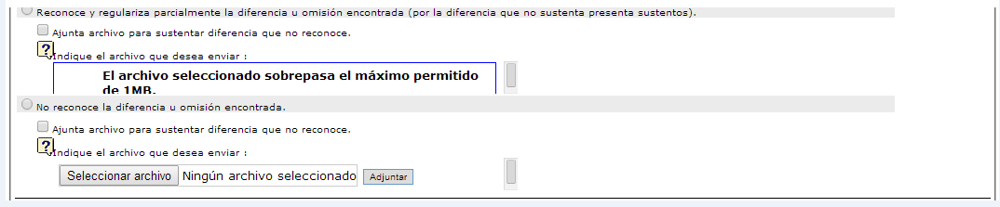 Reconoce y regulariza parcialmente la diferencia u omisión encontrada (por la diferencia que no sustenta presenta sustentos).
Ajunta archivo para sustentar diferencia que no reconoce.
?
Indique el archivo que desea enviar :
El archivo seleccionado sobrepasa el máximo permitido
de 1MB.
No reconoce la diferencia u omisión encontrada.
Ajunta archivo para sustentar diferencia que no reconoce.
?
Indique el archivo que desea enviar :
Seleccionar archivo Ningún archivo seleccionado Adjuntar